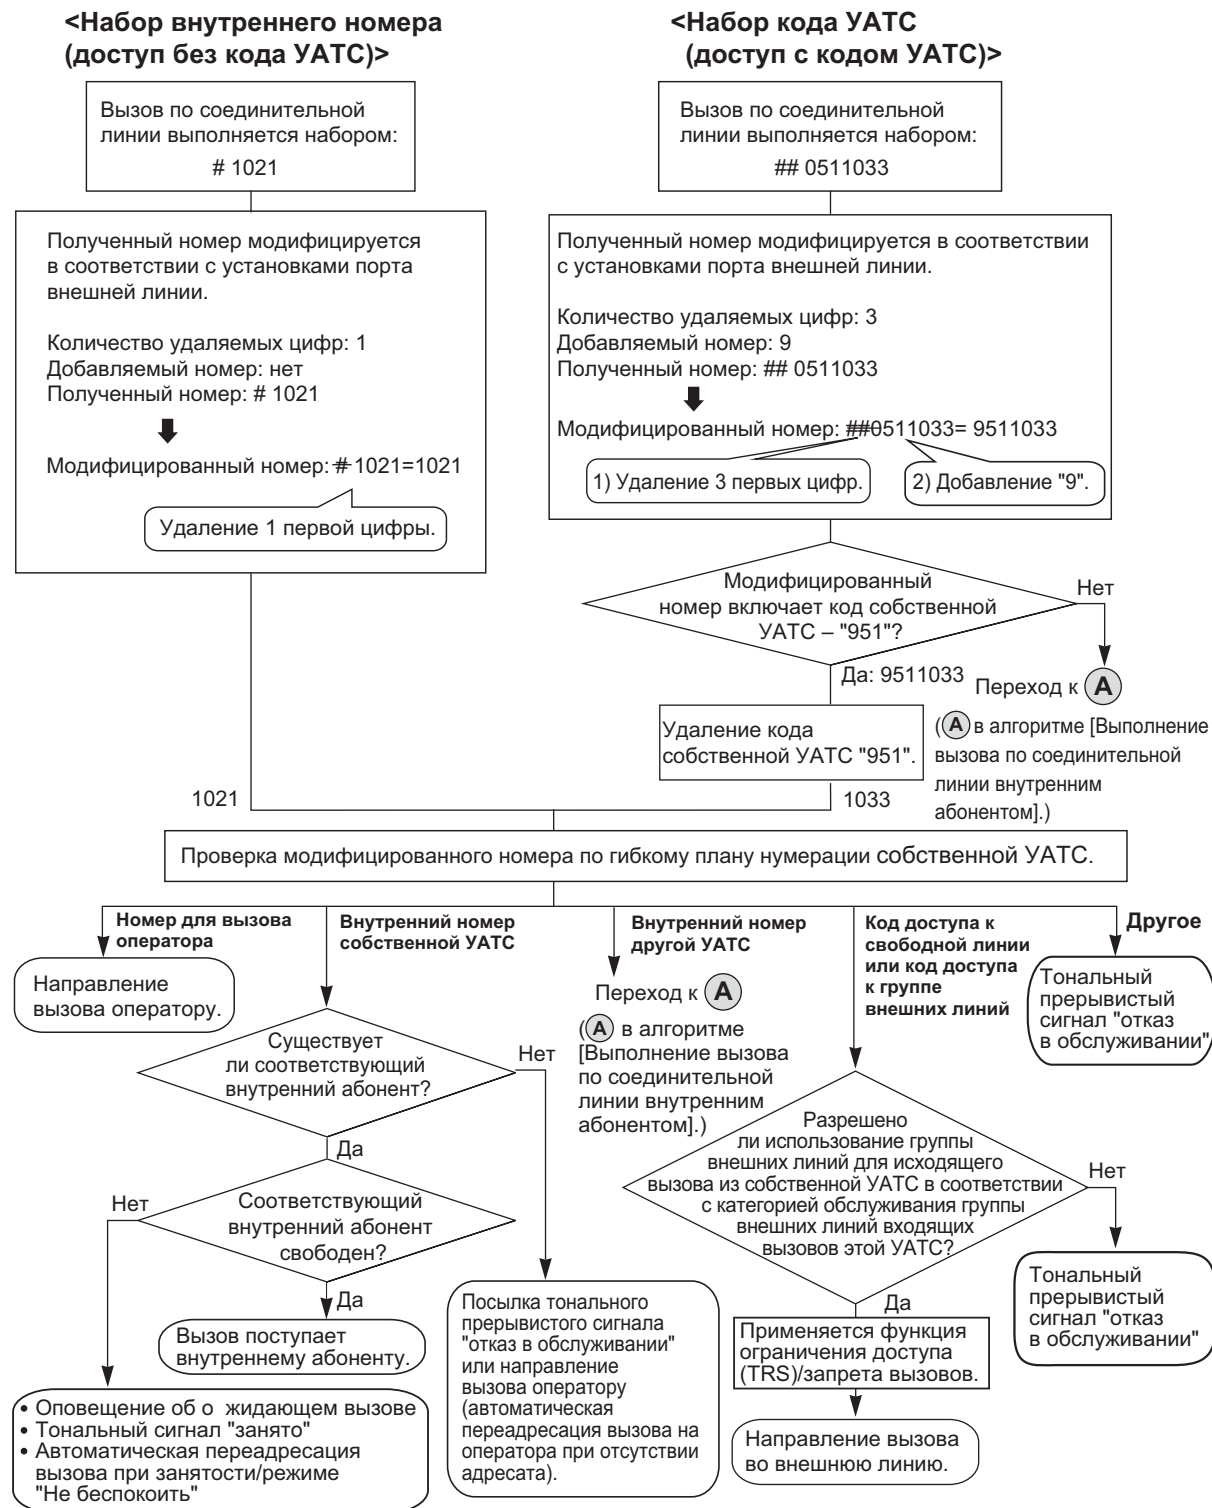 <Набор внутреннего номера
(доступ без кода УАТС)>
Вызов по соединительной
линии выполняется набором:
# 1021
Полученный номер модифицируется
в соответствии с установками порта
внешней линии.
Количество удаляемых цифр: 1
Добавляемый номер: нет
Полученный номер: # 1021
Модифицированный номер: # 1021=1021
Удаление 1 первой цифры.
<Набор кода УАТС
(доступ с кодом УАТС)>
Вызов по соединительной
линии выполняется набором:
## 0511033
Полученный номер модифицируется в соответствии
с установками порта внешней линии.
Количество удаляемых цифр: 3
Добавляемый номер: 9
Полученный номер: ## 0511033
Модифицированный номер: ##0511033= 9511033
1) Удаление 3 первых цифр.
2) Добавление "9".
Модифицированный
номер включает код собственной
УАТС – "951"?
Нет
Да: 9511033
Переход к A
(A в алгоритме [Выполнение
вызова по соединительной
линии внутренним
абонентом].)
Удаление кода
собственной УАТС "951".
1021
1033
Проверка модифицированного номера по гибкому плану нумерации собственной УАТС.
Номер для вызова
оператора
Направление
вызова оператору.
Внутренний номер
собственной УАТС
Существует
ли соответствующий
внутренний абонент?
Нет
Да
Соответствующий
внутренний абонент
свободен?
Нет
Да
Вызов поступает
внутреннему абоненту.
• Оповещение об о жидающем вызове
• Тональный сигнал "занято"
• Автоматическая переадресация
вызова при занятости/режиме
"Не беспокоить"
Посылка тонального
прерывистого сигнала
"отказ в обслуживании"
или направление
вызова оператору
(автоматическая
переадресация вызова на
оператора при отсутствии
адресата).
Внутренний номер
другой УАТС
Переход к A
(A в алгоритме
[Выполнение вызова
по соединительной
линии внутренним
абонентом].)
Код доступа к
свободной линии
или код доступа
к группе
внешних линий
Разрешено
ли использование группы
внешних линий для исходящего
вызова из собственной УАТС в соответствии
с категорией обслуживания группы
внешних линий входящих
вызовов этой УАТС?
Нет
Да
Применяется функция
ограничения доступа
(TRS)/запрета вызовов.
Направление вызова
во внешнюю линию.
Тональный
прерывистый
сигнал "отказ
в обслуживании"
Другое
Тональный
прерывистый
сигнал "отказ
в обслуживании"